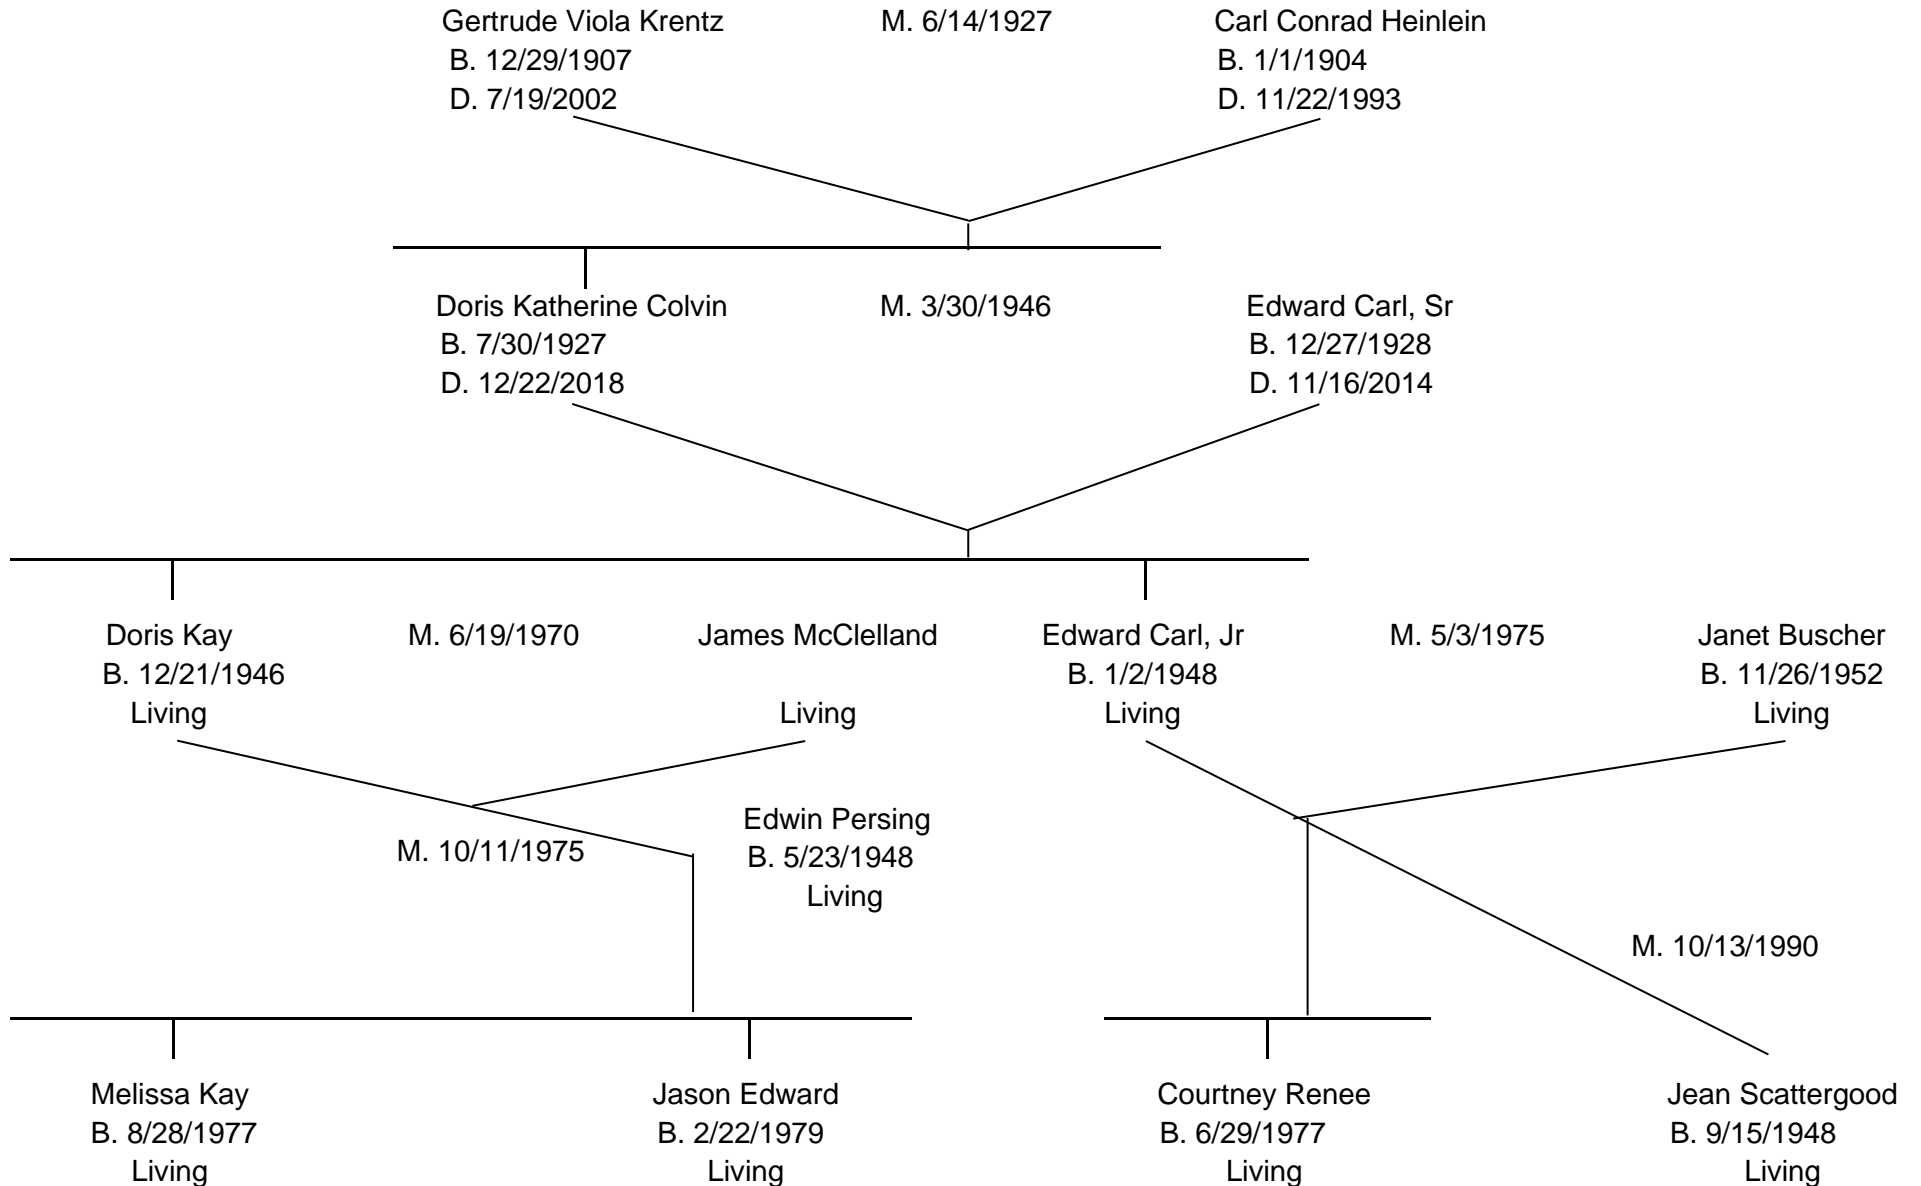 Gertrude Viola Krentz M. 6/14/1927 Carl Conrad Heinlein
B. 12/29/1907 B. 1/1/1904
D. 7/19/2002 D. 11/22/1993
Doris Katherine Colvin M. 3/30/1946 Edward Carl, Sr
B. 7/30/1927 B. 12/27/1928
D. 12/22/2018 D. 11/16/2014
Doris Kay M. 6/19/1970 James McClelland Edward Carl, Jr M. 5/3/1975 Janet Buscher
B. 12/21/1946 B. 1/2/1948 B. 11/26/1952
Living Living Living Living
Edwin Persing
M. 10/11/1975 B. 5/23/1948
Living
M. 10/13/1990
Melissa Kay Jason Edward Courtney Renee Jean Scattergood
B. 8/28/1977 B. 2/22/1979 B. 6/29/1977 B. 9/15/1948
Living Living Living Living